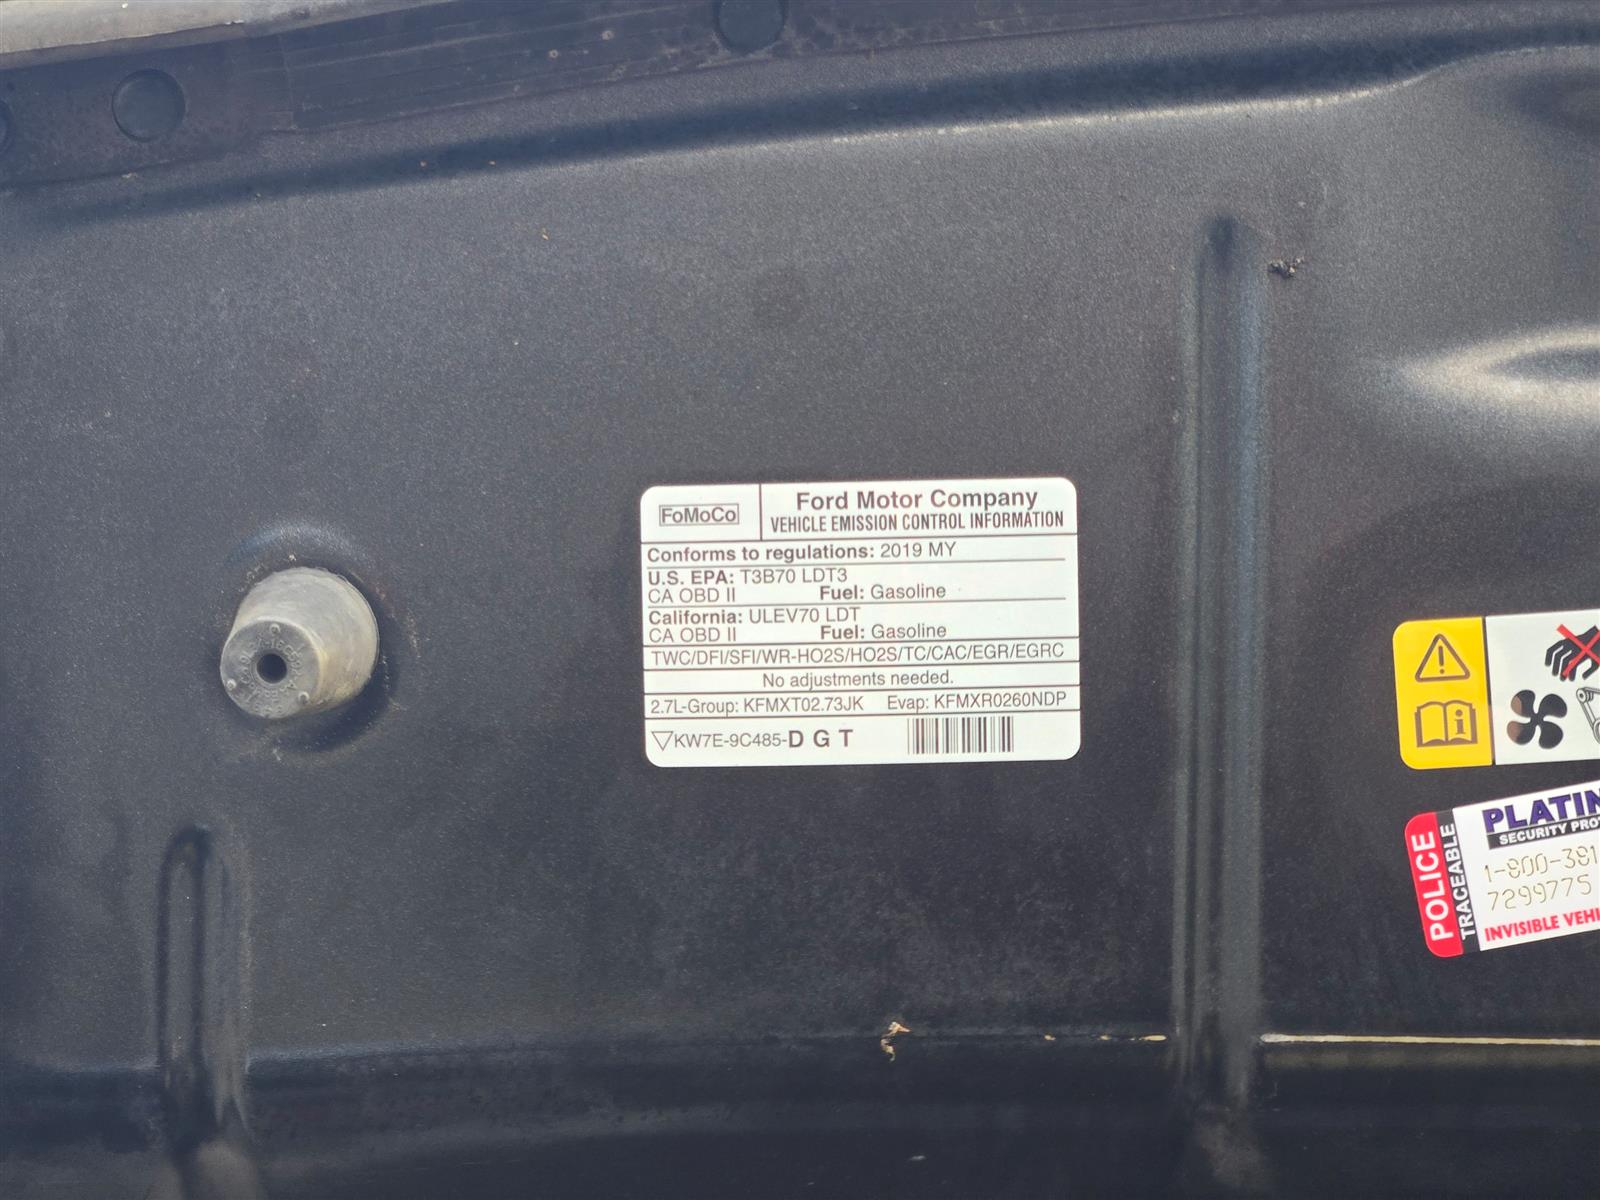 FoMoCo
Ford Motor Company
VEHICLE EMISSION CONTROL INFORMATION
Conforms to regulations: 2019 MY
U.S. EPA: T3B70 LDT3
CA OBD II Fuel: Gasoline
California: ULEV70 LDT
CA OBD II Fuel: Gasoline
TWC/DFI/SFI/WR-HO2S/HO2S/TC/CAC/EGR/EGRC
No adjustments needed.
2.7L-Group: KFMXT02.73JK Evap: KFMXR0260NDP
KW7E-9C485-D G T
POLICE
TRACEABLE
PLATIN
SECURITY PRO
1-800-381
7299775
INVISIBLE VEHI